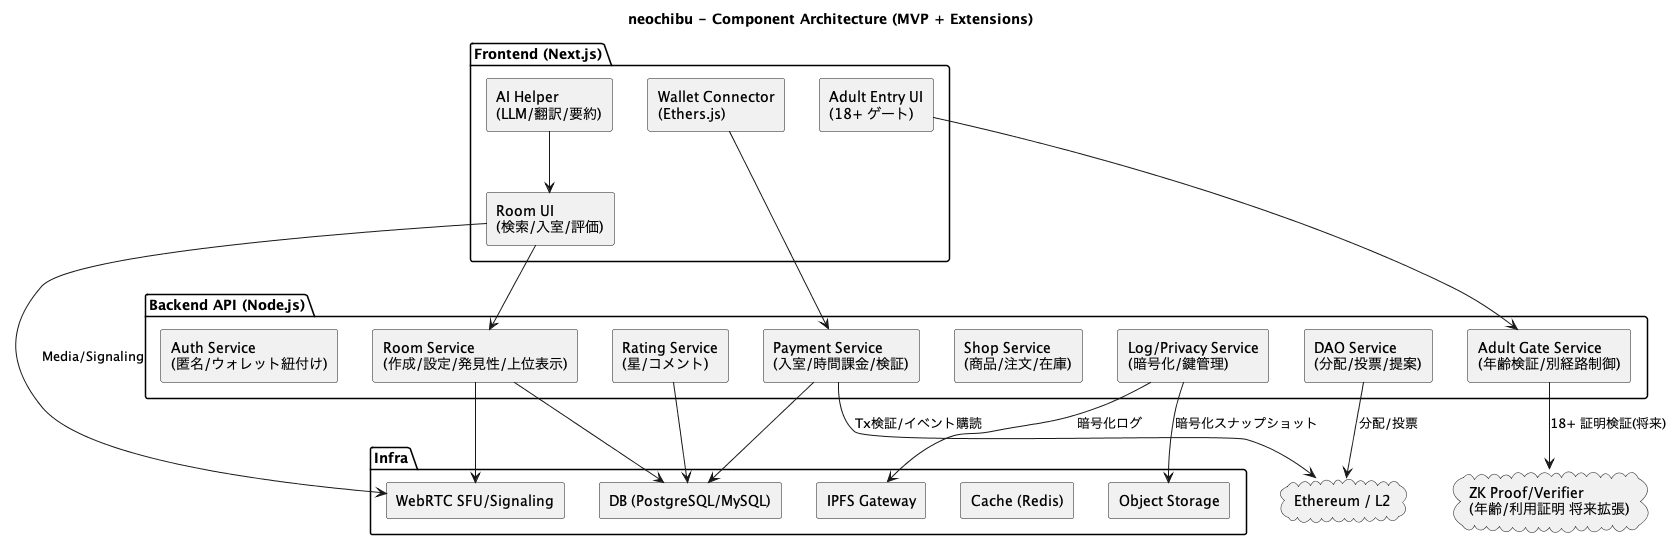 neochibu - Component Architecture (MVP + Extensions)
Frontend (Next.js)
AI Helper
(LLM/翻訳/要約)
Wallet Connector
(Ethers.js)
Adult Entry UI
(18+ ゲート)
Room UI
(検索/入室/評価)
Backend API (Node.js)
Auth Service
(匿名/ウォレット紐付け)
Room Service
(作成/設定/発見性/上位表示)
Rating Service
(星/コメント)
Payment Service
(入室/時間課金/検証)
Shop Service
(商品/注文/在庫)
Log/Privacy Service
(暗号化/鍵管理)
DAO Service
(分配/投票/提案)
Adult Gate Service
(年齢検証/別経路制御)
Media/Signaling
Tx検証/イベント購読
暗号化ログ
暗号化スナップショット
分配/投票
18+ 証明検証(将来)
Infra
WebRTC SFU/Signaling
DB (PostgreSQL/MySQL)
IPFS Gateway
Cache (Redis)
Object Storage
Ethereum / L2
ZK Proof/Verifier
(年齢/利用証明 将来拡張)